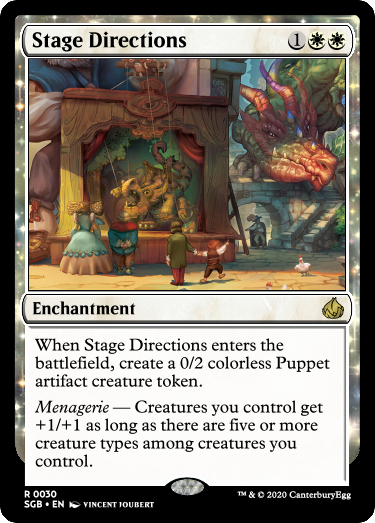 Stage Directions 1
Enchantment
When Stage Directions enters the
battlefield, create a 0/2 colorless Puppet
artifact creature token.
Menagerie — Creatures you control get
+1/+1 as long as there are five or more
creature types among creatures you
control.
R 0030
SGB • EN VINCENT JOUBERT
™ & © 2020 CanterburyEgg